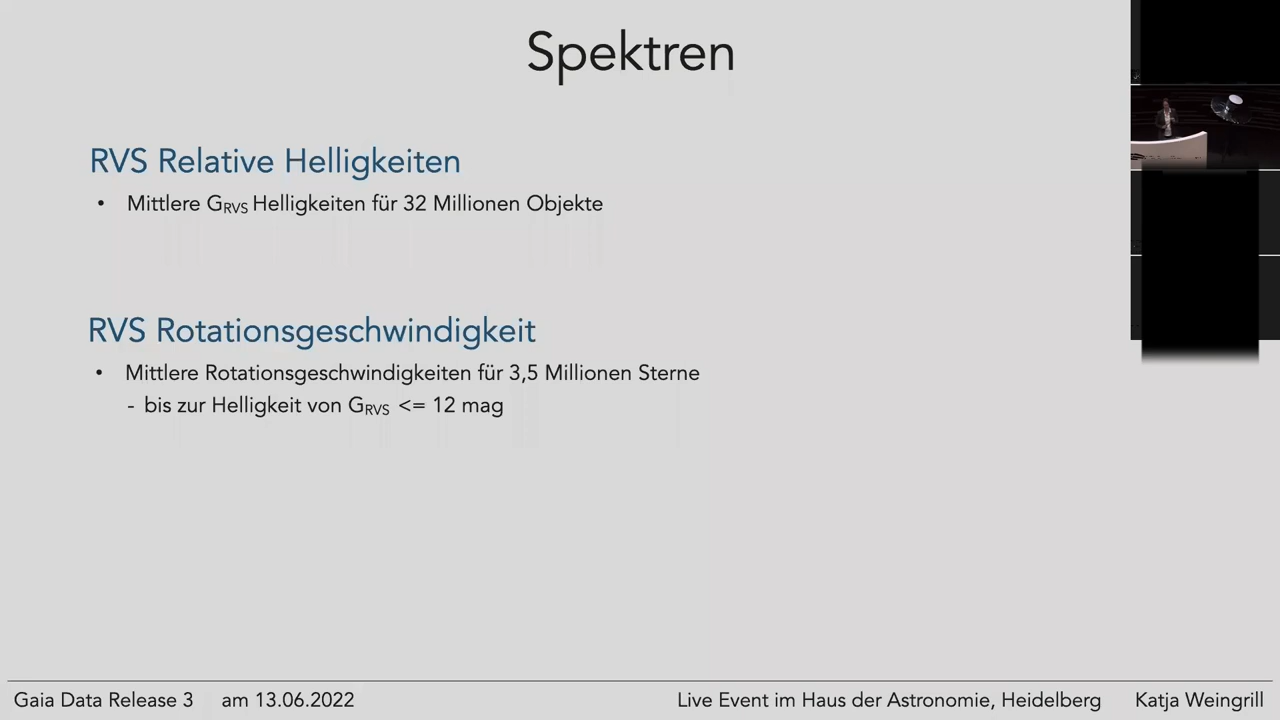 Spektren
RVS Relative Helligkeiten
• Mittlere GRVS Helligkeiten für 32 Millionen Objekte
RVS Rotationsgeschwindigkeit
• Mittlere Rotationsgeschwindigkeiten für 3,5 Millionen Sterne
- bis zur Helligkeit von GRVS <= 12 mag
Gaia Data Release 3 am 13.06.2022 Live Event im Haus der Astronomie, Heidelberg Katja Weingrill